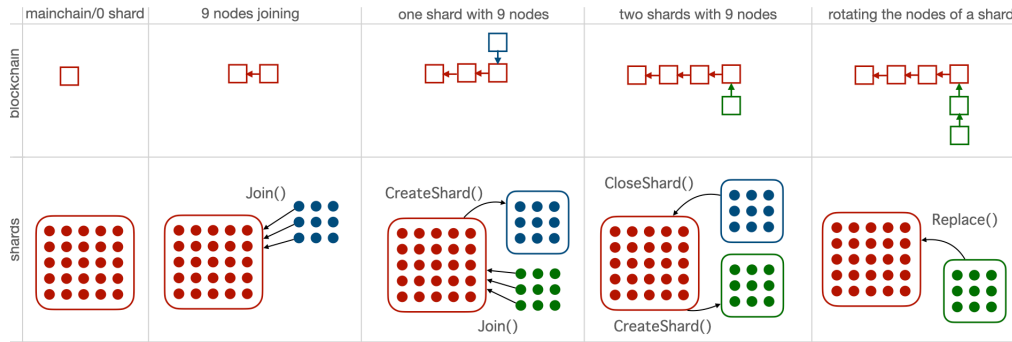 mainchain/0 shard
9 nodes joining
one shard with 9 nodes
two shards with 9 nodes
rotating the nodes of a shard
blockchain
shards
Join()
CreateShard()
Join()
CloseShard()
CreateShard()
Replace()